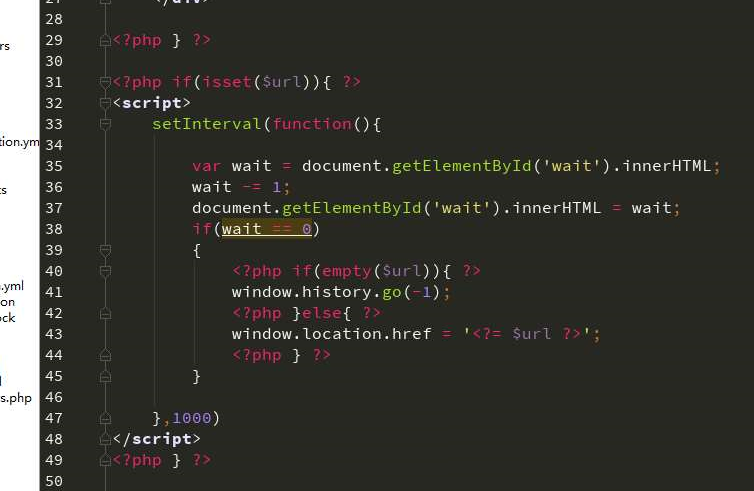 28
29 <?php } ?>
30
31 <?php if(isset($url)){ ?>
32 <script>
33     setInterval(function(){
34
35         var wait = document.getElementById('wait').innerHTML;
36         wait -= 1;
37         document.getElementById('wait').innerHTML = wait;
38         if(wait == 0)
39         {
40             <?php if(empty($url)){ ?>
41             window.history.go(-1);
42             <?php }else{ ?>
43             window.location.href = '<?= $url ?>';
44             <?php } ?>
45         }
46
47     },1000)
48 </script>
49 <?php } ?>
50
rs
tion.ym
ts
.yml
on
ock
s.php